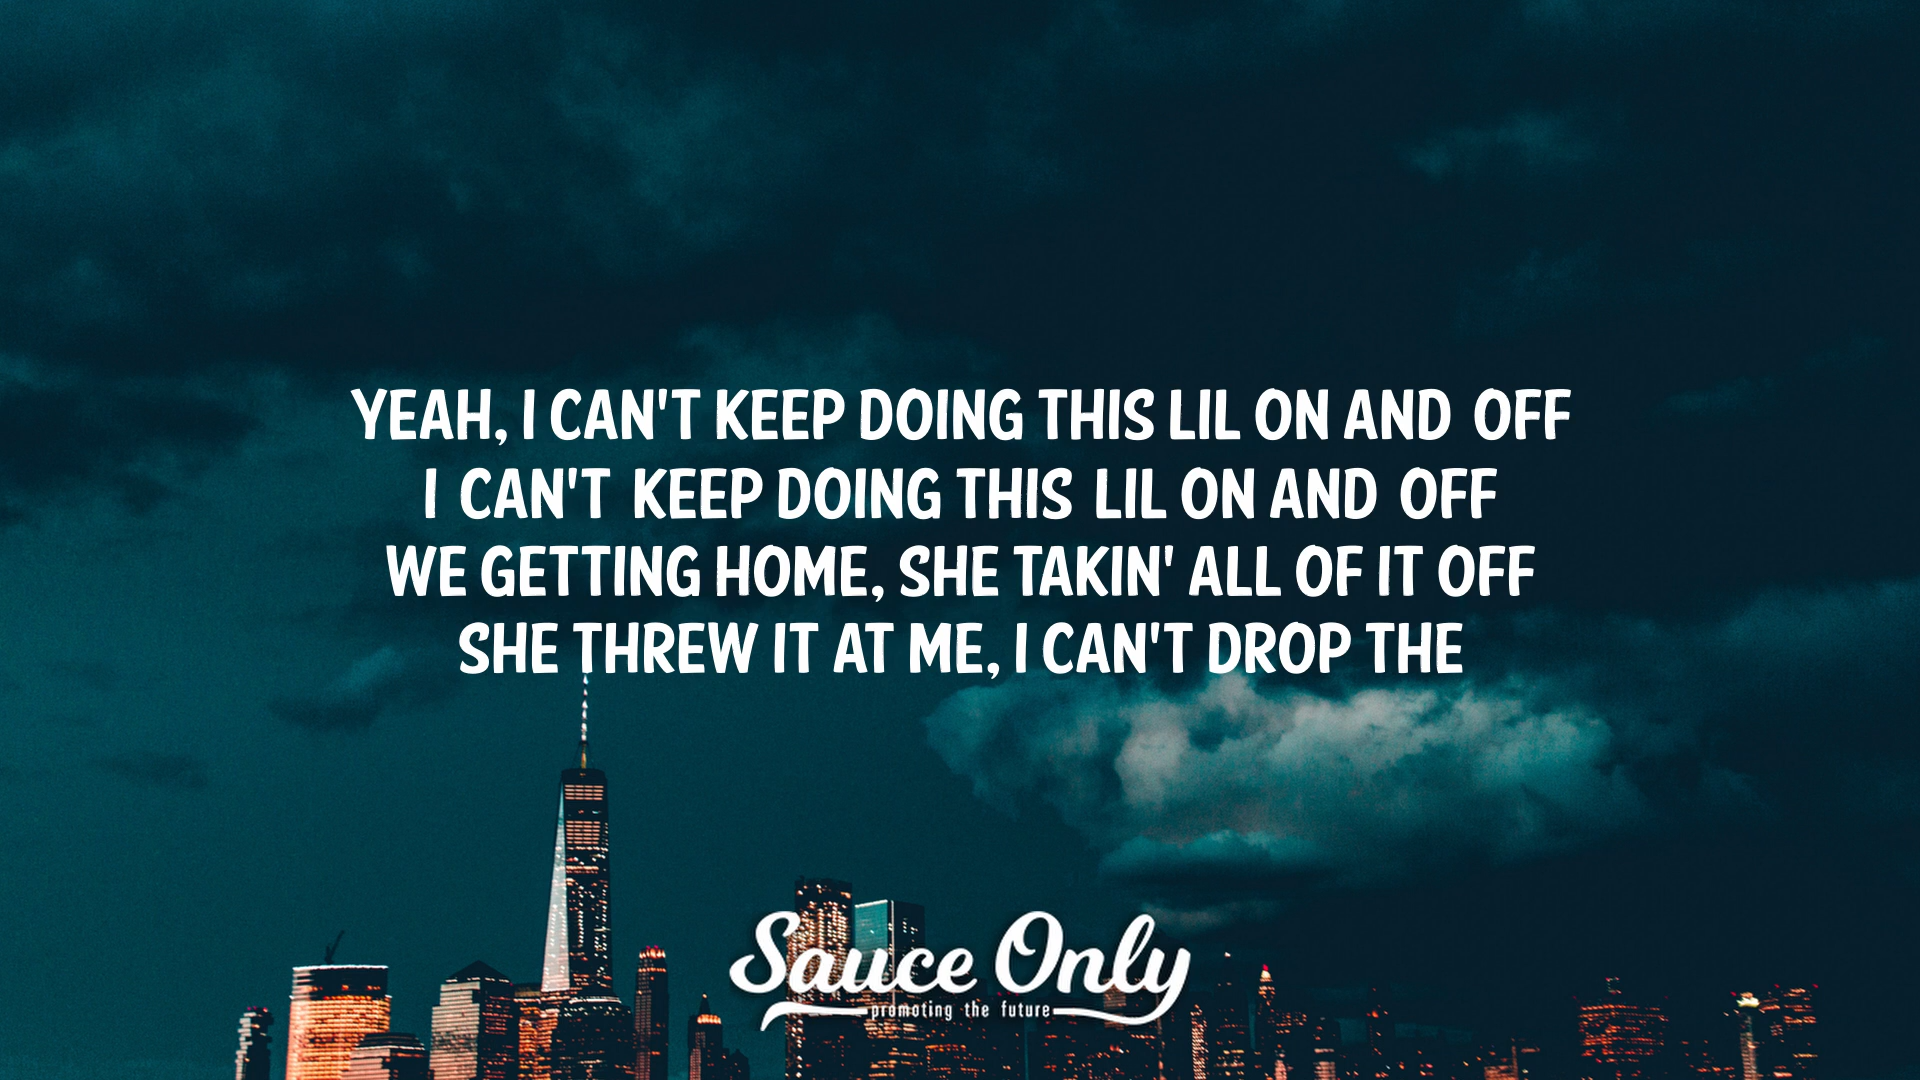 YEAH, I CAN'T KEEP DOING THIS LIL ON AND OFF
I CAN'T KEEP DOING THIS LIL ON AND OFF
WE GETTING HOME, SHE TAKIN' ALL OF IT OFF
SHE THREW IT AT ME, I CAN'T DROP THE
Sauce Only
promoting the future